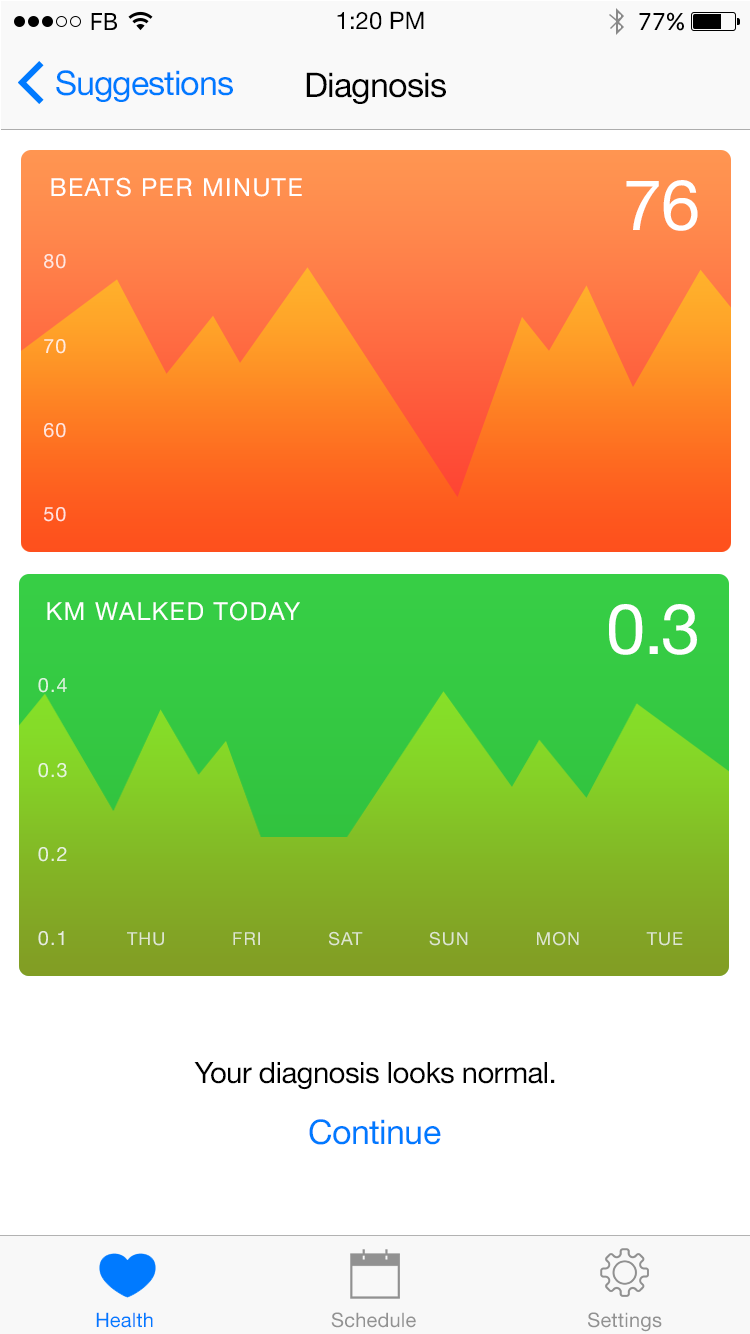 FB 1:20 PM 77%
Suggestions Diagnosis
BEATS PER MINUTE 76
80
70
60
50
KM WALKED TODAY 0.3
0.4
0.3
0.2
0.1 THU FRI SAT SUN MON TUE
Your diagnosis looks normal.
Continue
Health Schedule Settings